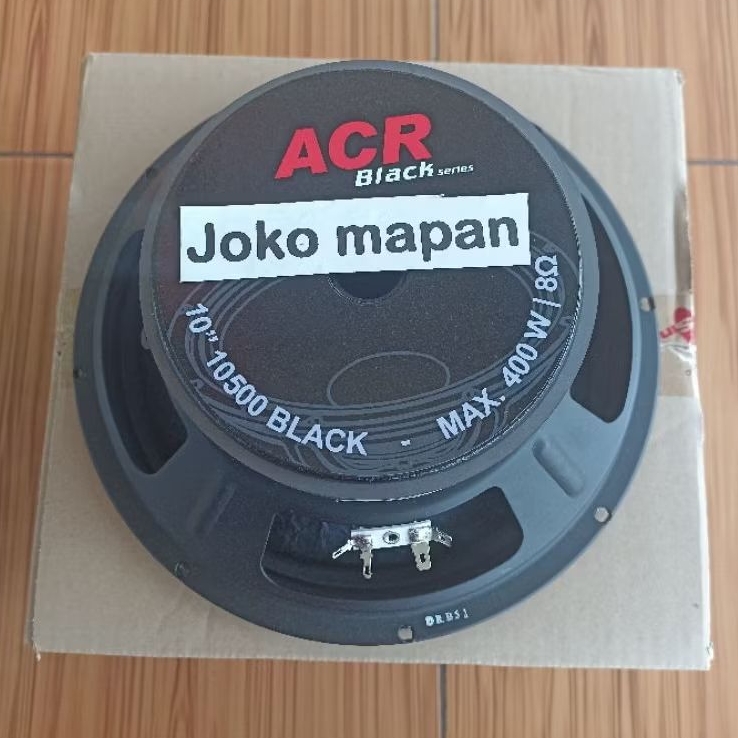 ACR
Black series
Joko mapan
10” 10500 BLACK - MAX. 400 W / 8Ω